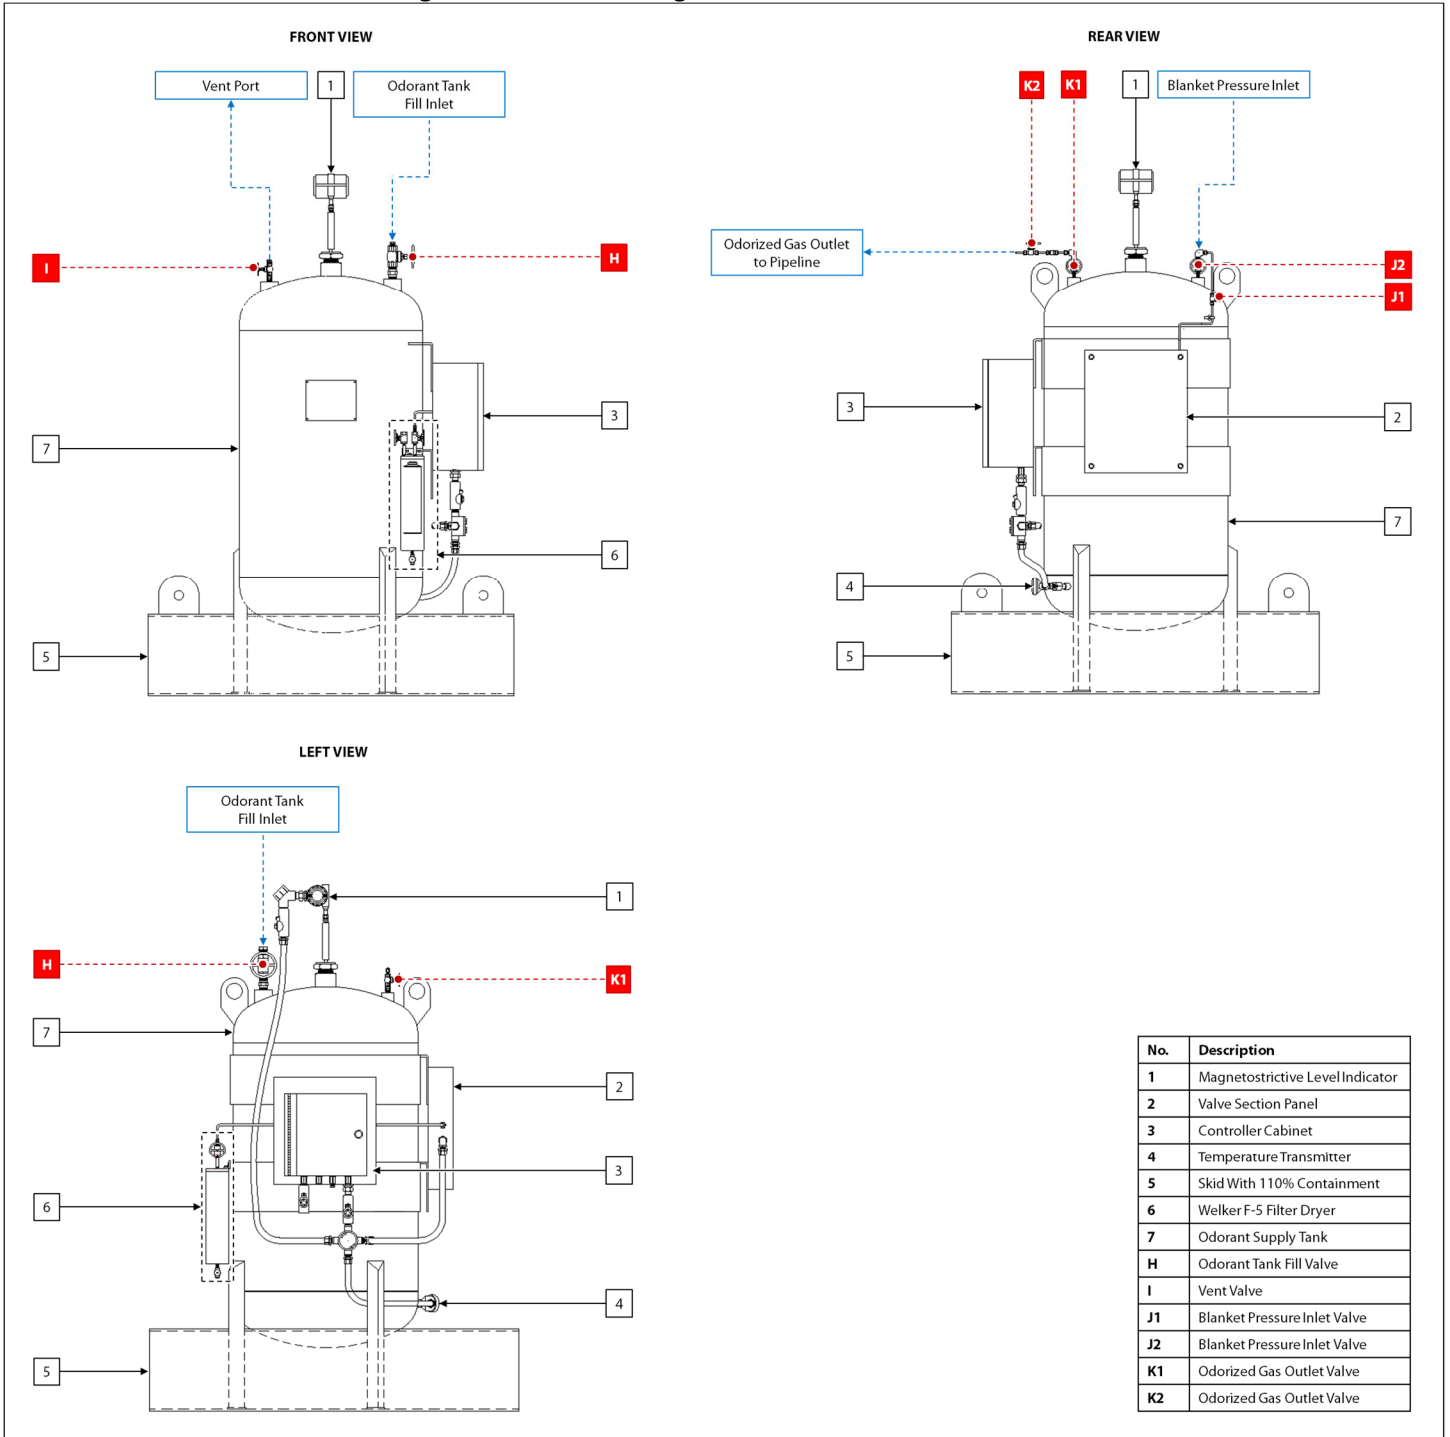 FRONT VIEW
Vent Port
1
Odorant Tank
Fill Inlet
I
H
3
7
6
5
REAR VIEW
K2
K1
1
Blanket Pressure Inlet
Odorized Gas Outlet
to Pipeline
J2
J1
3
2
7
4
5
LEFT VIEW
Odorant Tank
Fill Inlet
1
H
K1
7
2
3
6
4
5
No. Description
1 Magnetostrictive Level Indicator
2 Valve Section Panel
3 Controller Cabinet
4 Temperature Transmitter
5 Skid With 110% Containment
6 Welker F-5 Filter Dryer
7 Odorant Supply Tank
H Odorant Tank Fill Valve
I Vent Valve
J1 Blanket Pressure Inlet Valve
J2 Blanket Pressure Inlet Valve
K1 Odorized Gas Outlet Valve
K2 Odorized Gas Outlet Valve